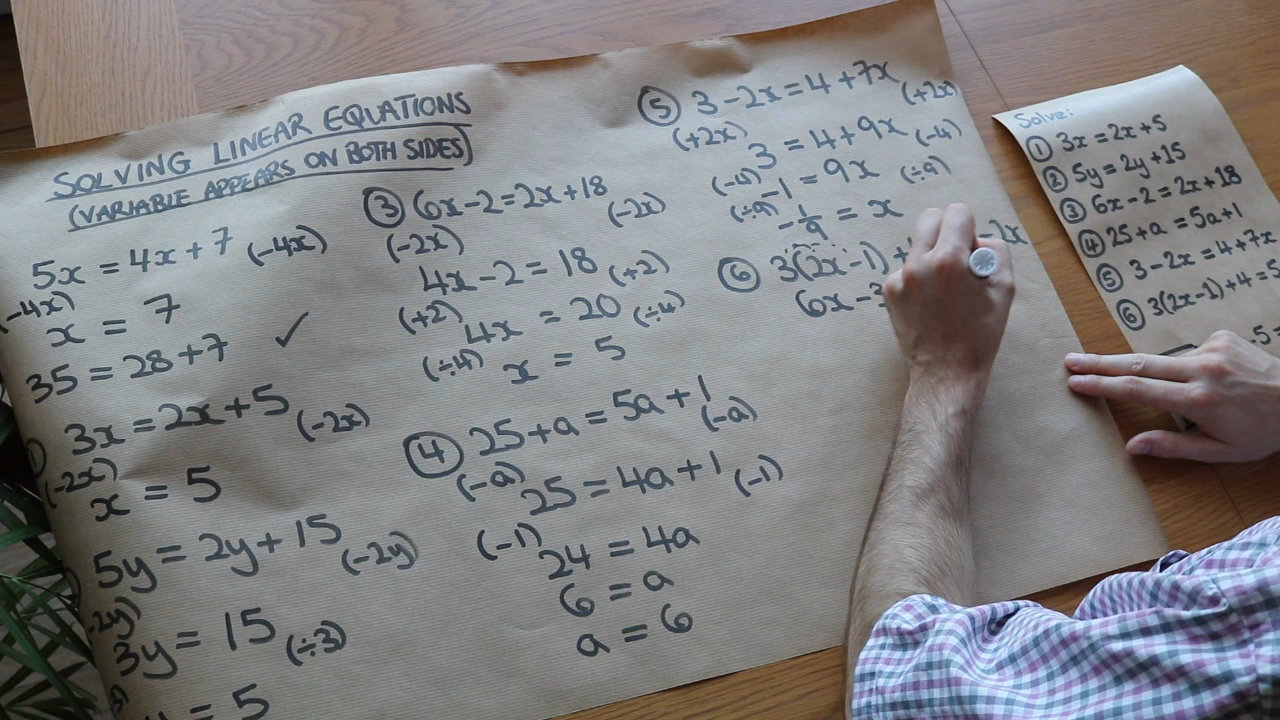 SOLVING LINEAR EQUATIONS
(VARIABLE APPEARS ON BOTH SIDES)
5x = 4x + 7 (-4x)
(-4x)
x = 7
35 = 28 + 7 ✓
3x = 2x + 5 (-2x)
(-2x)
x = 5
5y = 2y + 15 (-2y)
-2y)
3y = 15 (÷3)
= 5
③ 6x - 2 = 2x + 18 (-2x)
(-2x)
4x - 2 = 18 (+2)
(+2)
4x = 20 (÷4)
(÷4)
x = 5
④ 25 + a = 5a + 1 (-a)
(-a)
25 = 4a + 1 (-1)
(-1)
24 = 4a
6 = a
a = 6
⑤ 3 - 2x = 4 + 7x (+2x)
(+2x)
3 = 4 + 9x (-4)
(-4)
-1 = 9x (÷9)
(÷9)
-1/9 = x
⑥ 3(2x - 1) + -2x
6x - 3
Solve:
① 3x = 2x + 5
② 5y = 2y + 15
③ 6x - 2 = 2x + 18
④ 25 + a = 5a + 1
⑤ 3 - 2x = 4 + 7x
⑥ 3(2x - 1) + 4 = 5